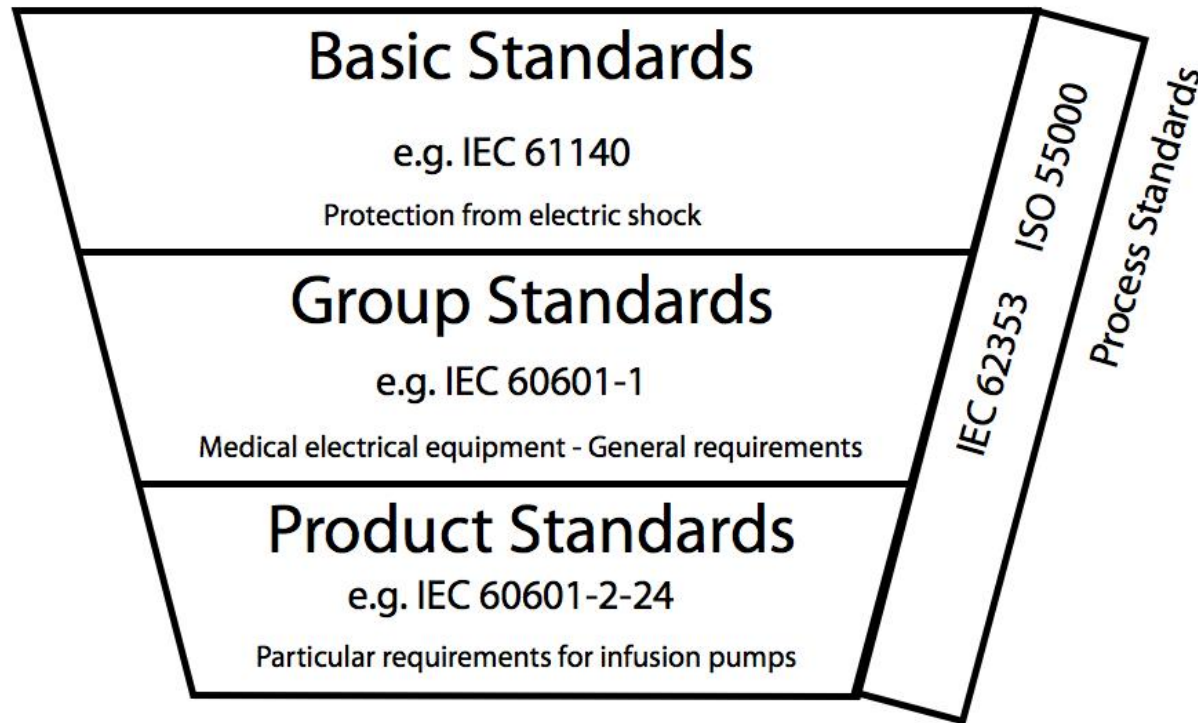 Basic Standards
e.g. IEC 61140
Protection from electric shock
Group Standards
e.g. IEC 60601-1
Medical electrical equipment - General requirements
Product Standards
e.g. IEC 60601-2-24
Particular requirements for infusion pumps
IEC 62353 ISO 55000
Process Standards